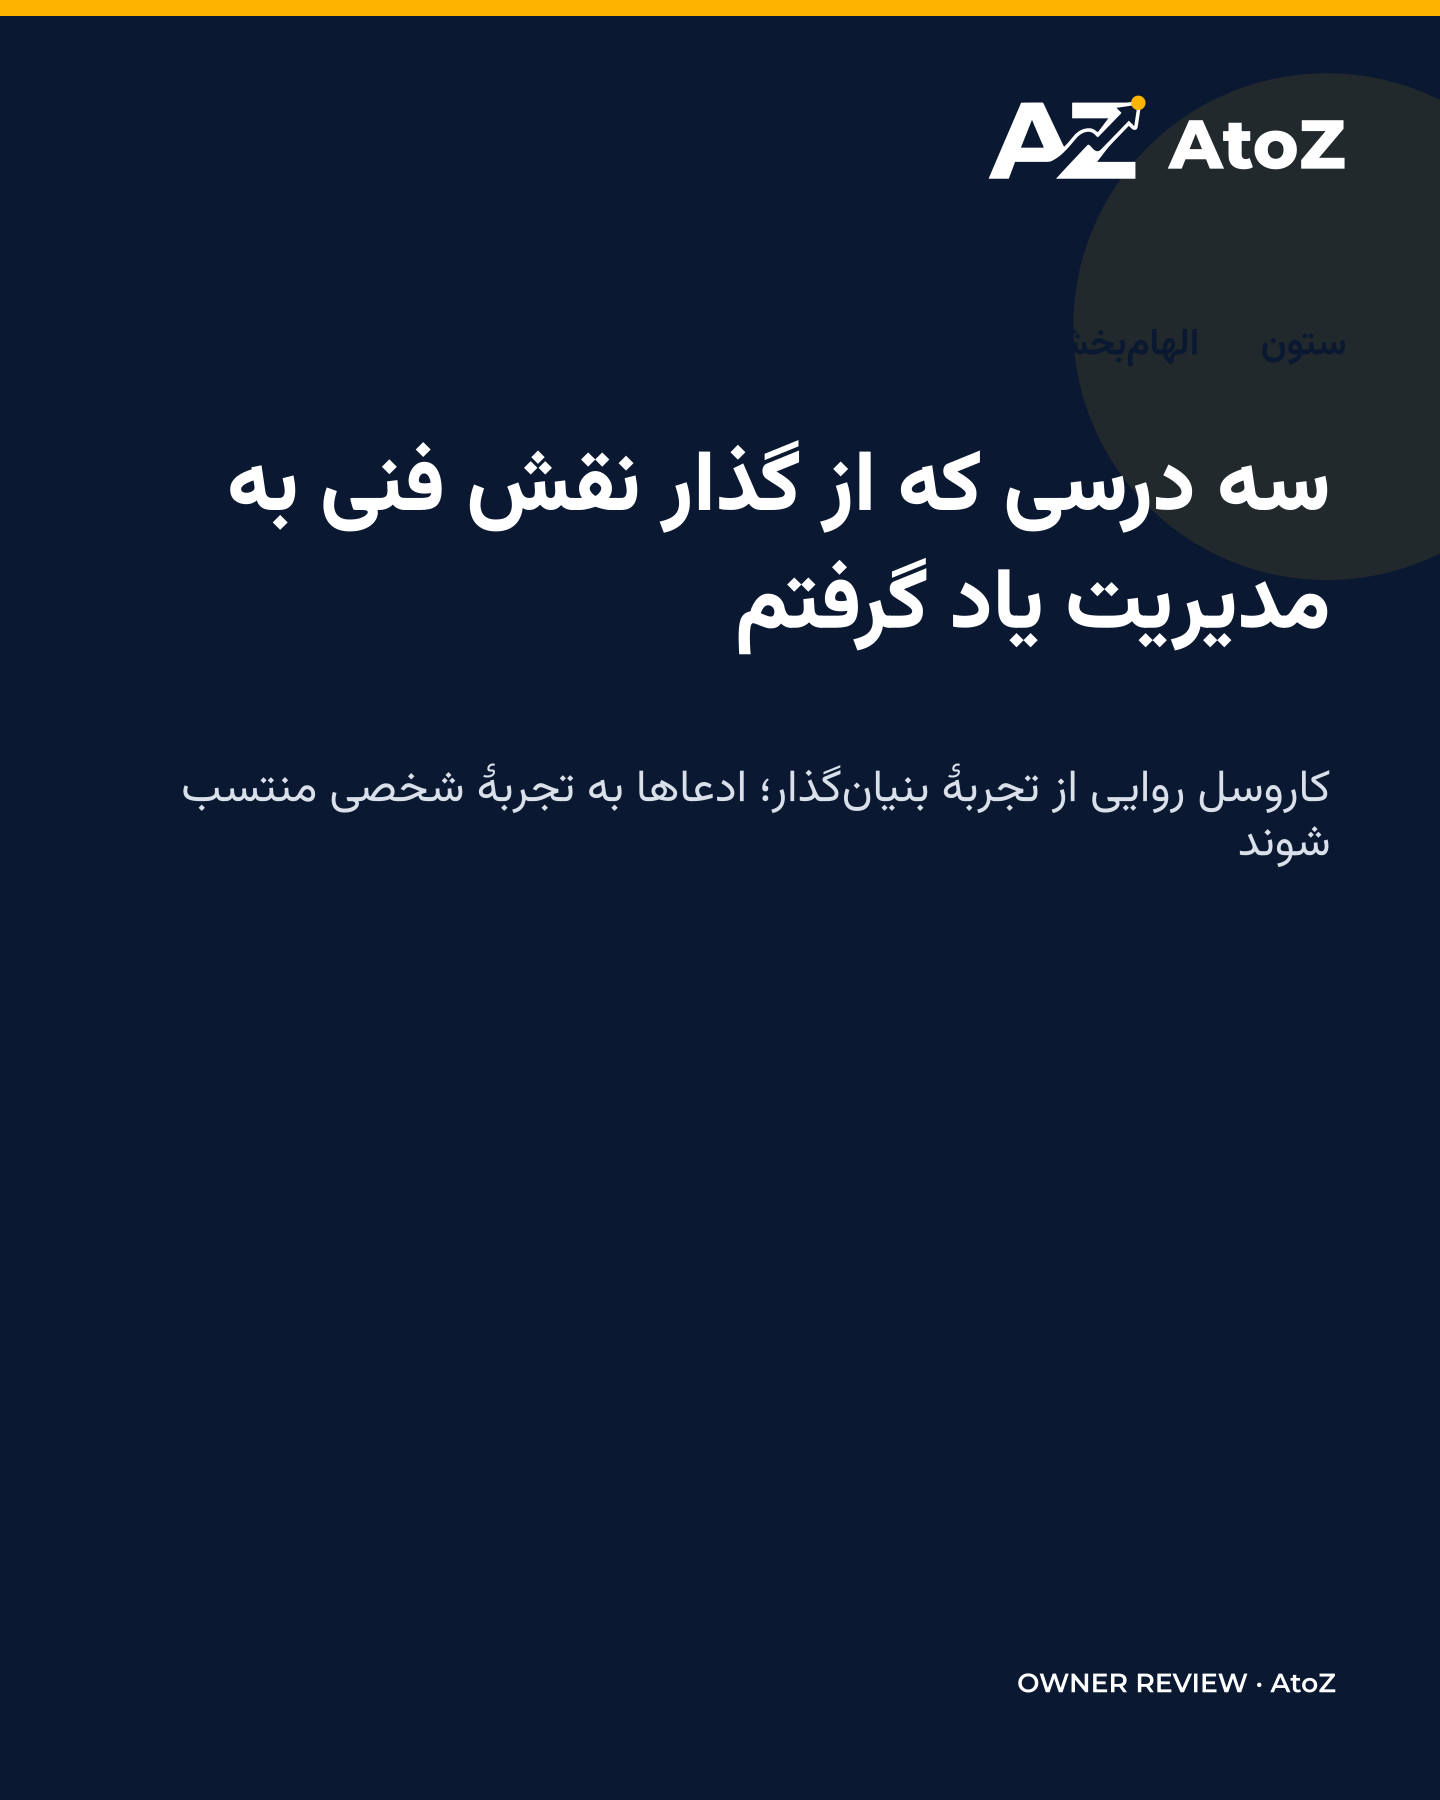 AZ AtoZ
ستون الهام‌بخش
سه درسی که از گذار نقش فنی به
مدیریت یاد گرفتم
کاروسل روایی از تجربهٔ بنیان‌گذار؛ ادعاها به تجربهٔ شخصی منتسب
شوند
OWNER REVIEW · AtoZ